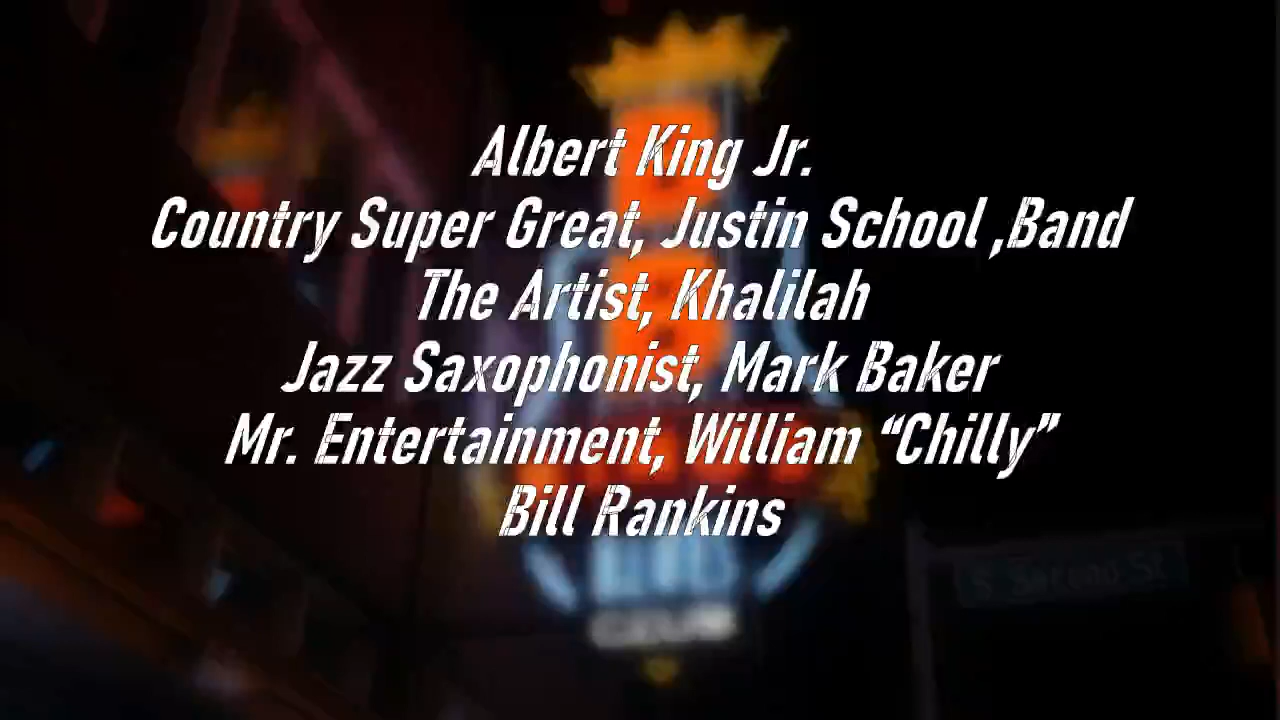 Albert King Jr.
Country Super Great, Justin School ,Band
The Artist, Khalilah
Jazz Saxophonist, Mark Baker
Mr. Entertainment, William “Chilly”
Bill Rankins